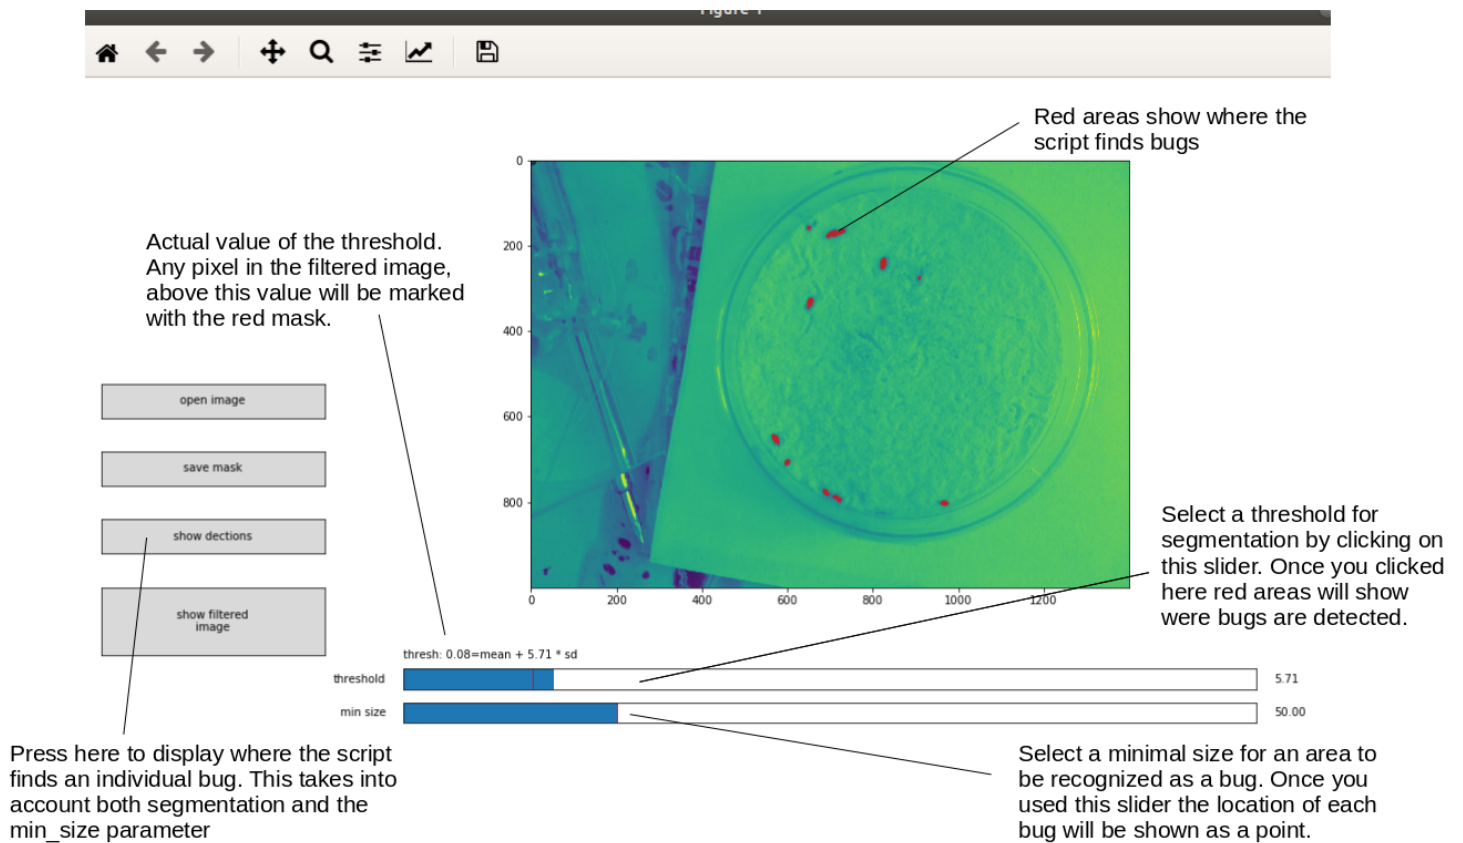 Figure 1
Red areas show where the
script finds bugs
0
200
400
600
800
0
200
400
600
800
1000
1200
Actual value of the threshold.
Any pixel in the filtered image,
above this value will be marked
with the red mask.
open image
save mask
show dections
show filtered
image
Select a threshold for
segmentation by clicking on
this slider. Once you clicked
here red areas will show
were bugs are detected.
thresh: 0.08=mean + 5.71 * sd
threshold
5.71
min size
50.00
Press here to display where the script
finds an individual bug. This takes into
account both segmentation and the
min_size parameter
Select a minimal size for an area to
be recognized as a bug. Once you
used this slider the location of each
bug will be shown as a point.